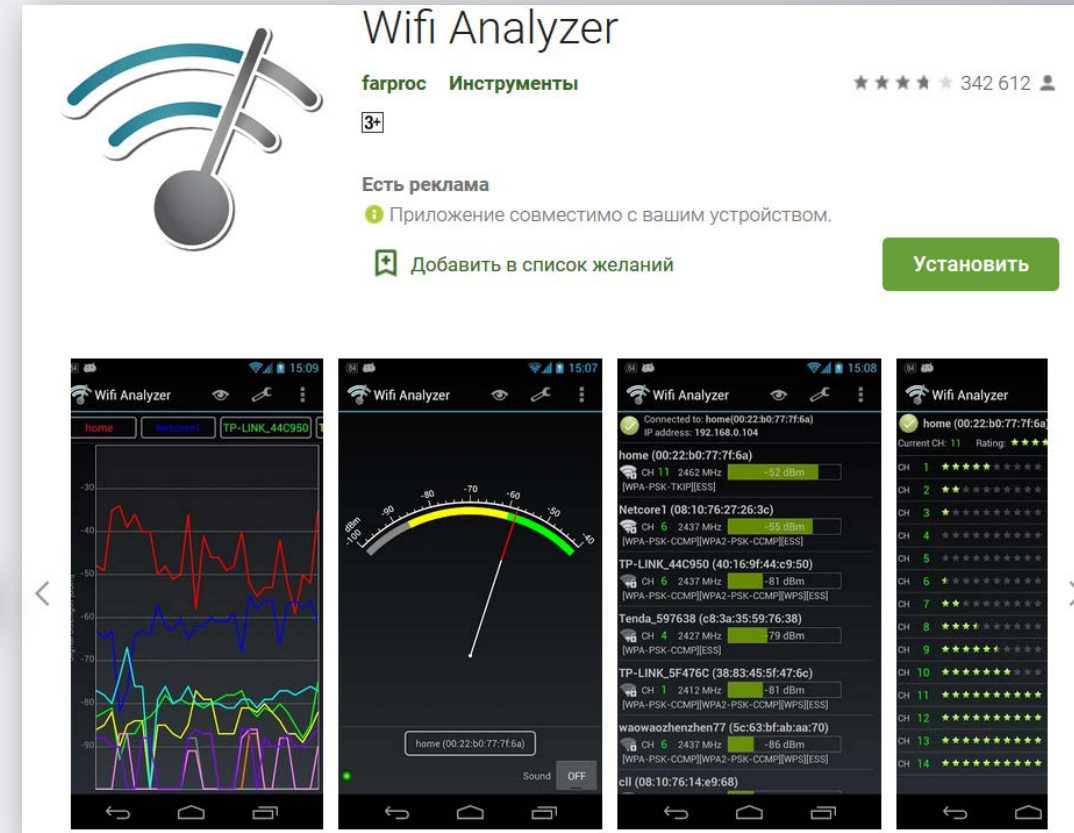 Wifi Analyzer
farproc Инструменты
342 612
3+
Есть реклама
Приложение совместимо с вашим устройством.
Добавить в список желаний
Установить
15:09
Wifi Analyzer
home Netcore1 TP-LINK_44C950
-30
-40
-50
-60
-70
-80
-90
64 15:07
Wifi Analyzer
dBm
-100
-90
-80
-70
-60
-50
-40
home (00:22:b0:77:7f:6a)
Sound OFF
64 15:08
Wifi Analyzer
Connected to: home(00:22:b0:77:7f:6a)
IP address: 192.168.0.104
home (00:22:b0:77:7f:6a)
CH 11 2462 MHz -52 dBm
[WPA-PSK-TKIP][ESS]
Netcore1 (08:10:76:27:26:3c)
CH 6 2437 MHz -55 dBm
[WPA-PSK-CCMP][WPA2-PSK-CCMP][ESS]
TP-LINK_44C950 (40:16:9f:44:c9:50)
CH 6 2437 MHz -81 dBm
[WPA-PSK-CCMP][WPA2-PSK-CCMP][WPS][ESS]
Tenda_597638 (c8:3a:35:59:76:38)
CH 4 2427 MHz -79 dBm
[WPA-PSK-CCMP][ESS]
TP-LINK_5F476C (38:83:45:5f:47:6c)
CH 1 2412 MHz -81 dBm
[WPA-PSK-CCMP][WPA2-PSK-CCMP][WPS][ESS]
waowaozhenzhen77 (5c:63:bf:ab:aa:70)
CH 6 2437 MHz -86 dBm
[WPA-PSK-CCMP][WPA2-PSK-CCMP][WPS][ESS]
cll (08:10:76:14:e9:68)
64
Wifi Analyzer
home (00:22:b0:77:7f:6a)
Current CH: 11 Rating:
CH 1
CH 2
CH 3
CH 4
CH 5
CH 6
CH 7
CH 8
CH 9
CH 10
CH 11
CH 12
CH 13
CH 14